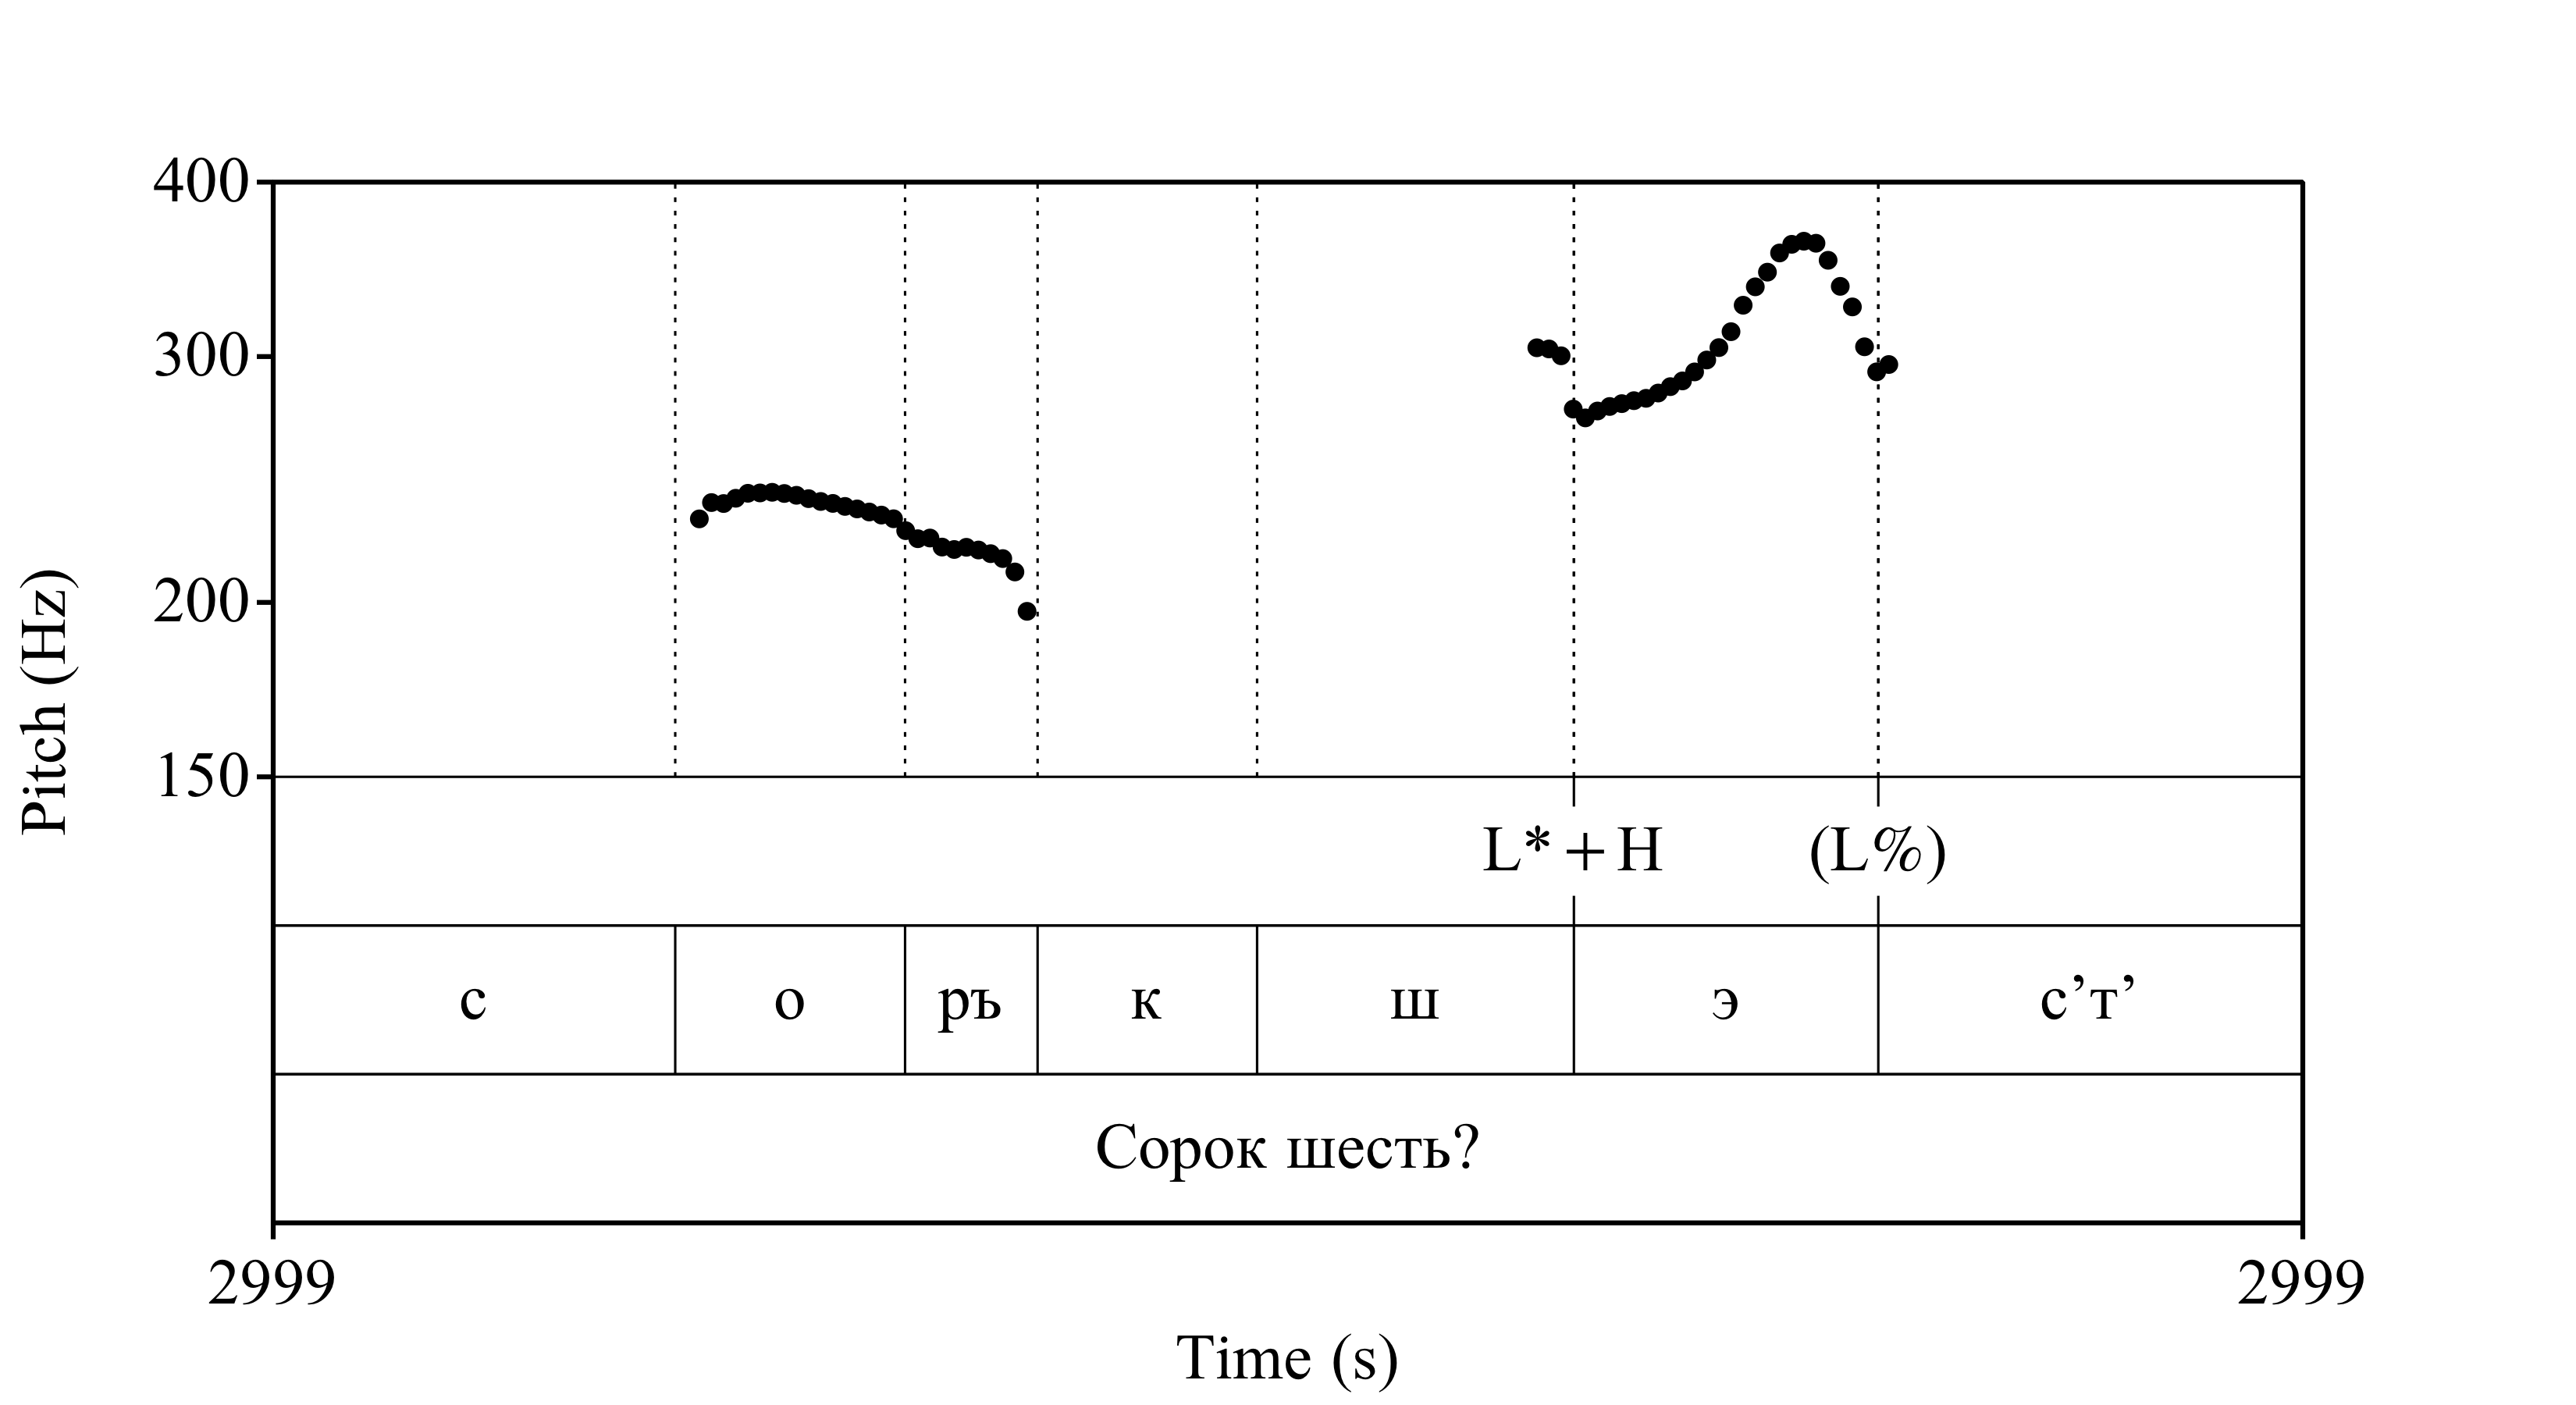 400
300
200
150
Pitch (Hz)
L*+H (L%)
с о ръ к ш э с’т’
Сорок шесть?
2999 2999
Time (s)